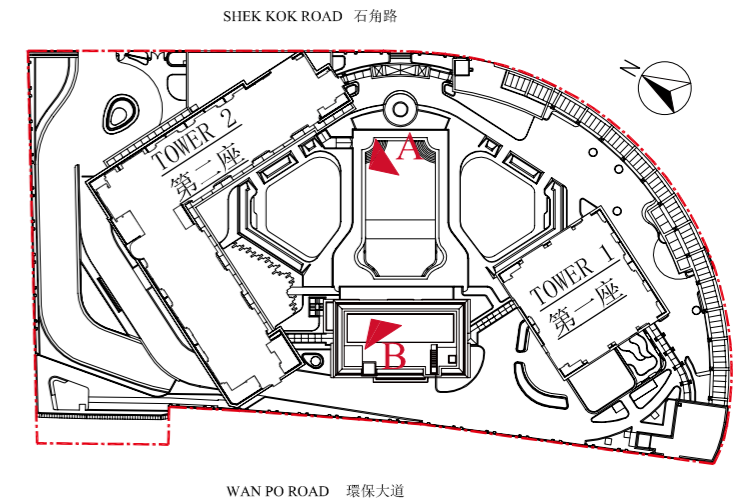 SHEK KOK ROAD 石角路
N
TOWER 2
第二座
A
TOWER 1
第一座
B
WAN PO ROAD 環保大道